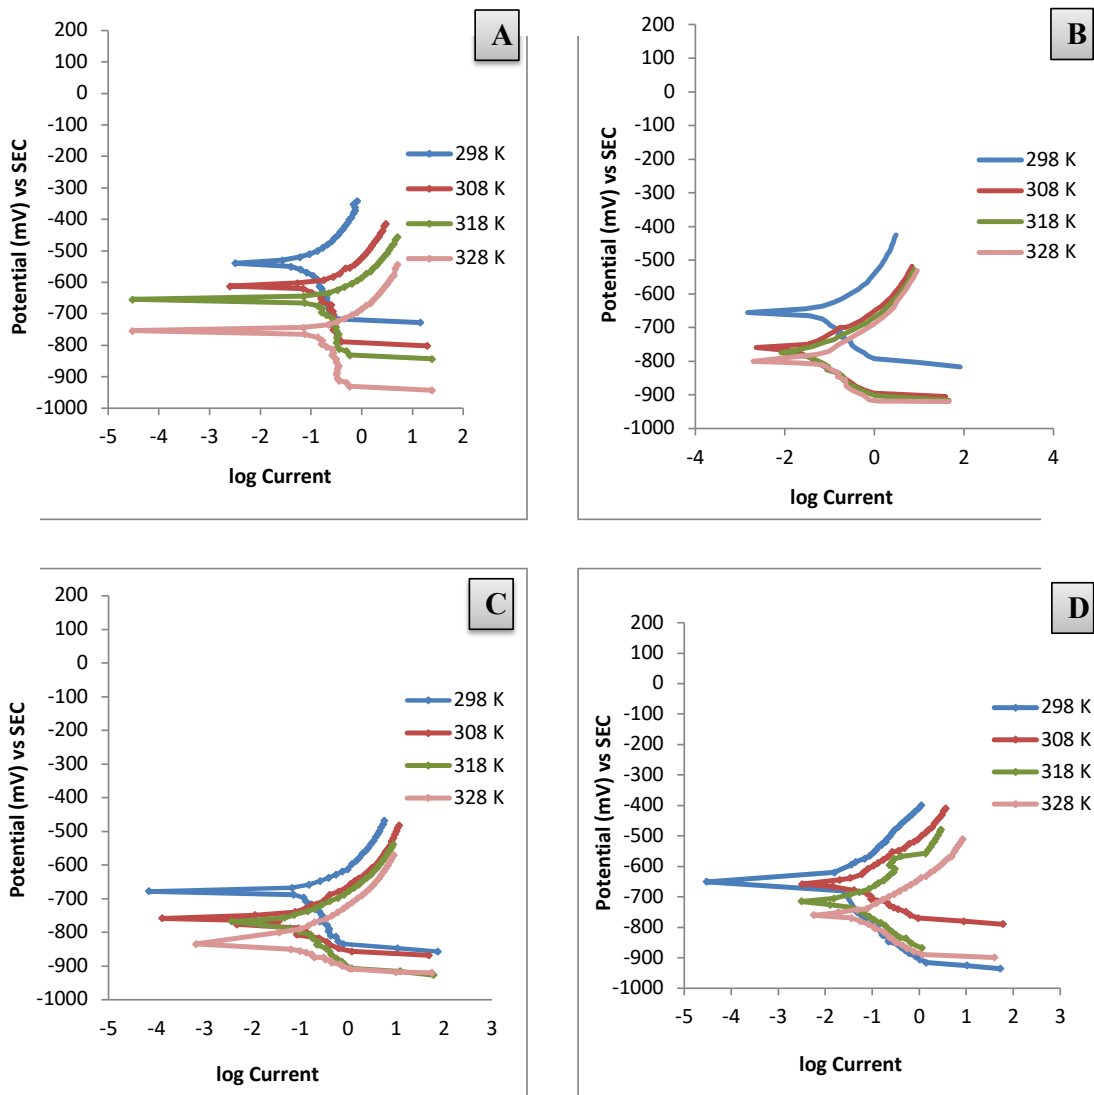 A
200
100
0
-100
-200
-300
-400
-500
-600
-700
-800
-900
-1000
-5 -4 -3 -2 -1 0 1 2
Potential (mV) vs SEC
log Current
298 K
308 K
318 K
328 K
B
200
100
0
-100
-200
-300
-400
-500
-600
-700
-800
-900
-1000
-4 -2 0 2 4
Potential (mV) vs SEC
log Current
298 K
308 K
318 K
328 K
C
200
100
0
-100
-200
-300
-400
-500
-600
-700
-800
-900
-1000
-5 -4 -3 -2 -1 0 1 2 3
Potential (mV) vs SEC
log Current
298 K
308 K
318 K
328 K
D
200
100
0
-100
-200
-300
-400
-500
-600
-700
-800
-900
-1000
-5 -4 -3 -2 -1 0 1 2 3
Potential (mV) vs SEC
log Current
298 K
308 K
318 K
328 K